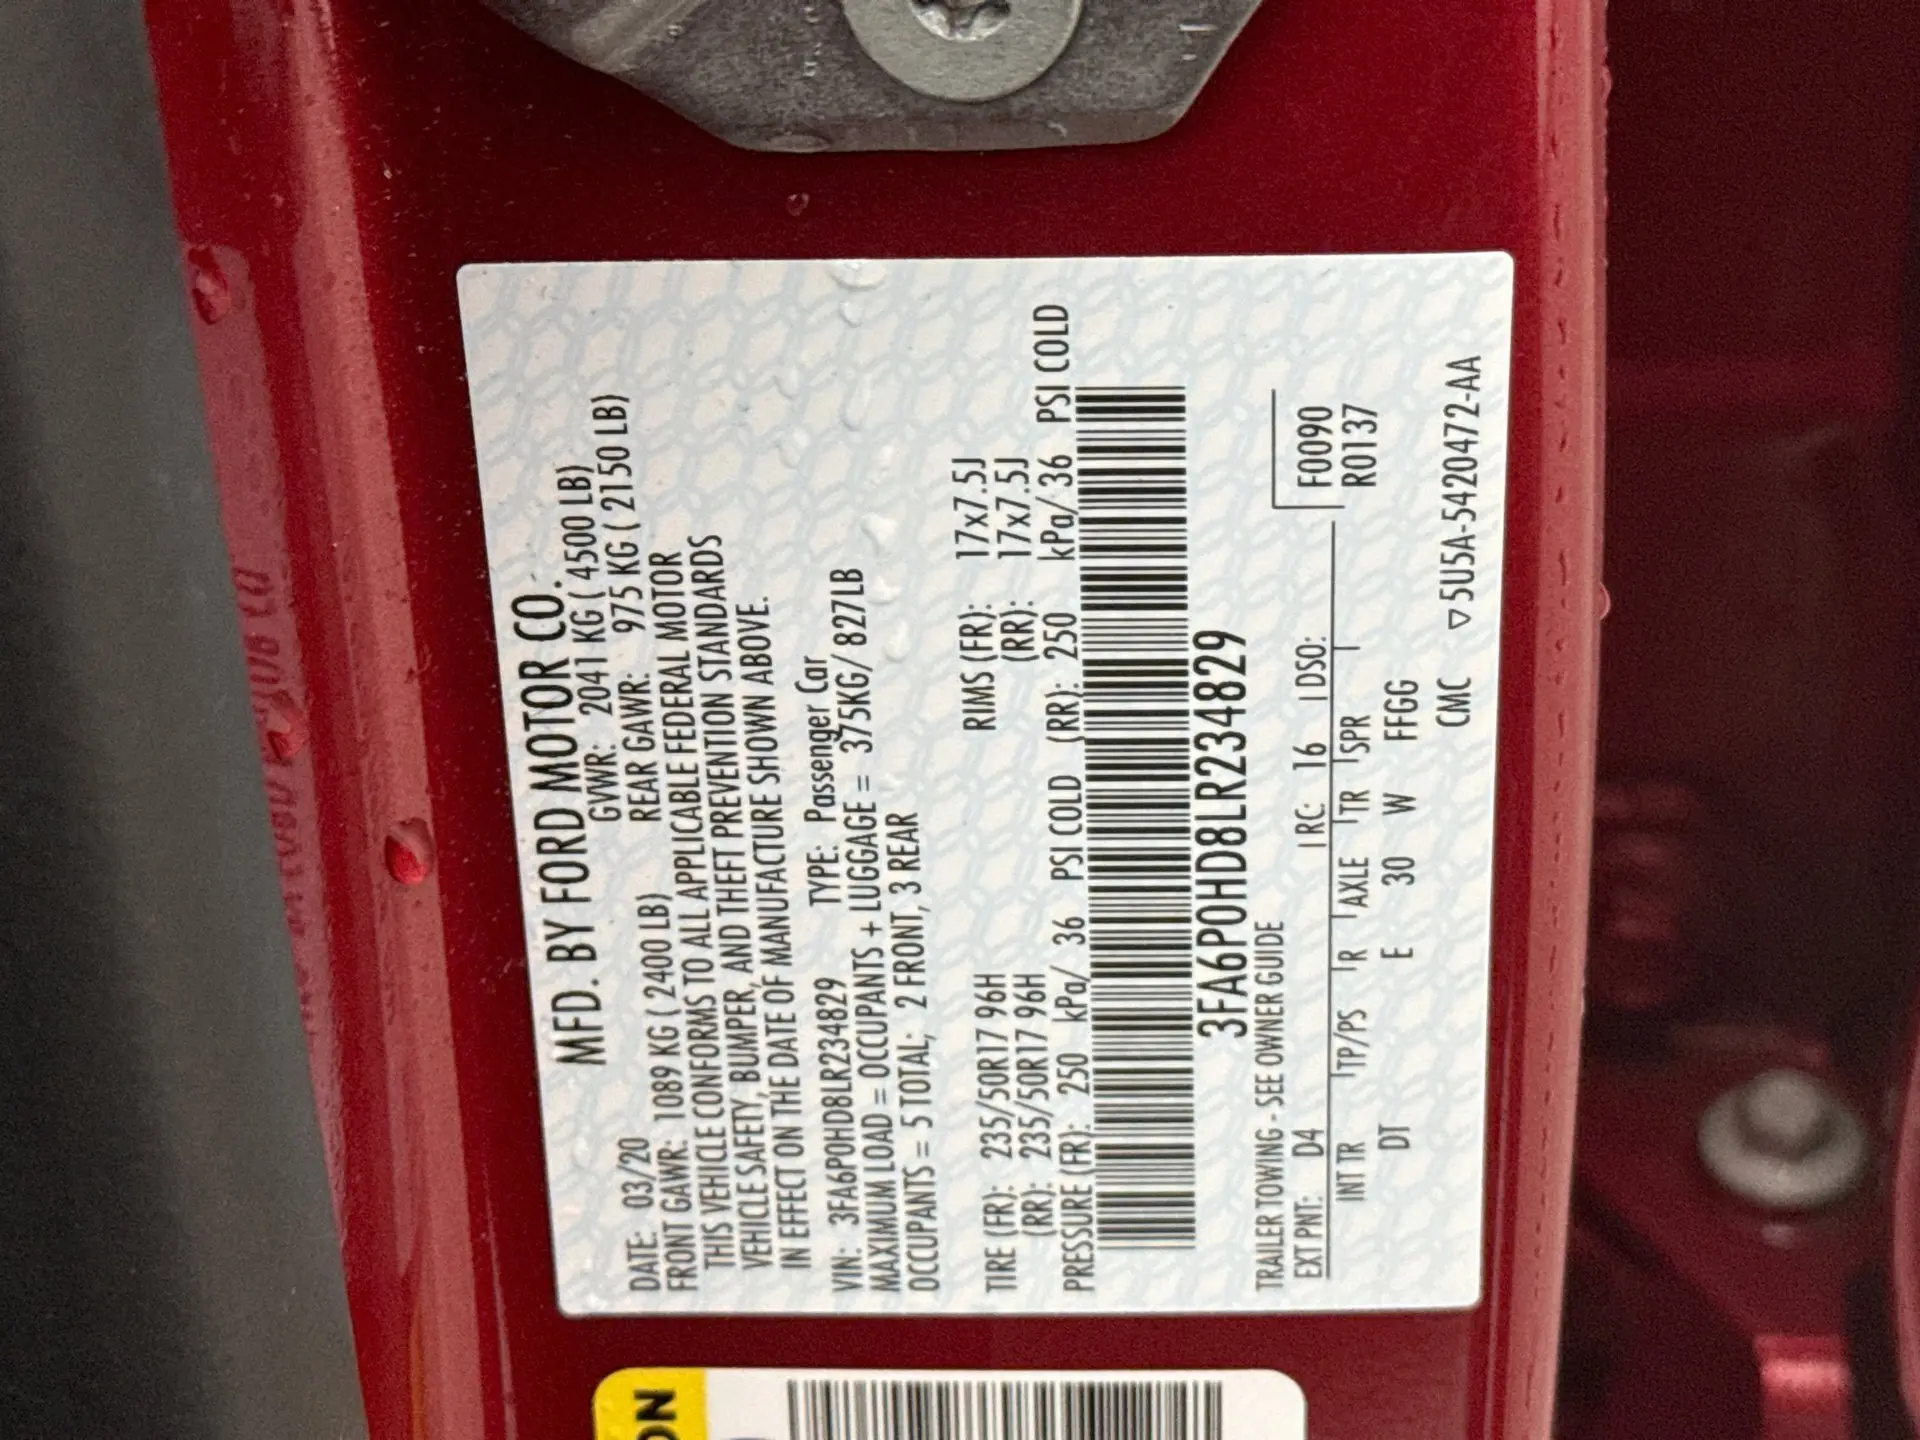 MFD. BY FORD MOTOR CO.
DATE: 03/20 GVWR: 2041 KG ( 4500 LB)
FRONT GAWR: 1089 KG ( 2400 LB) REAR GAWR: 975 KG ( 2150 LB)
THIS VEHICLE CONFORMS TO ALL APPLICABLE FEDERAL MOTOR
VEHICLE SAFETY, BUMPER, AND THEFT PREVENTION STANDARDS
IN EFFECT ON THE DATE OF MANUFACTURE SHOWN ABOVE.
VIN: 3FA6P0HD8LR234829 TYPE: Passenger Car
MAXIMUM LOAD = OCCUPANTS + LUGGAGE = 375KG/ 827LB
OCCUPANTS = 5 TOTAL; 2 FRONT, 3 REAR
TIRE (FR): 235/50R17 96H RIMS (FR): 17x7.5J
(RR): 235/50R17 96H (RR): 17x7.5J
PRESSURE (FR): 250 kPa/ 36 PSI COLD (RR): 250 kPa/ 36 PSI COLD
3FA6P0HD8LR234829
TRAILER TOWING - SEE OWNER GUIDE
EXT PNT: D4 RC: 16 DSO: F0090
R0137
INT TR TP/PS R AXLE TR SPR
DT E 30 W FFGG
CMC ▽5U5A-5420472-AA
ON